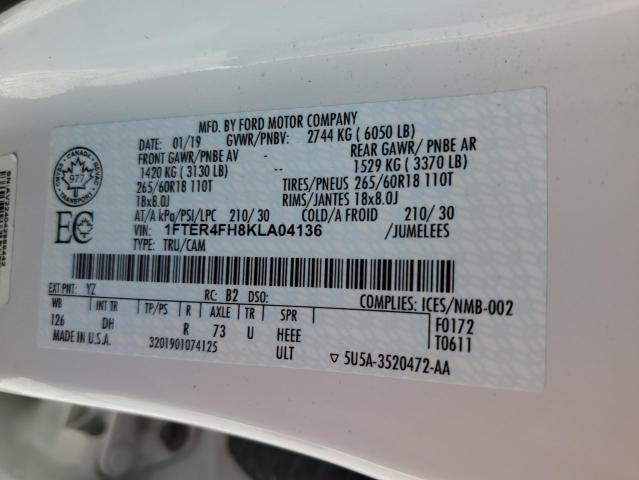 MFD. BY FORD MOTOR COMPANY
DATE: 01/19 GVWR/PNBV: 2744 KG ( 6050 LB)
FRONT GAWR/PNBE AV REAR GAWR/ PNBE AR
1420 KG ( 3130 LB) 1529 KG ( 3370 LB)
265/60R18 110T TIRES/PNEUS 265/60R18 110T
18x8.0J RIMS/JANTES 18x8.0J
AT/A kPa/PSI/LPC 210/ 30 COLD/A FROID 210/ 30
VIN: 1FTER4FH8KLA04136 /JUMELEES
TYPE: TRU/CAM
CANADA
977
TRANSPORT
EC
EXT PNT: YZ RC: B2 DSO: COMPLIES: ICES/NMB-002
WB INT TR TP/PS R AXLE TR SPR F0172
126 DH R 73 U HEEE T0611
MADE IN U.S.A. 3201901074125 ULT 5U5A-3520472-AA